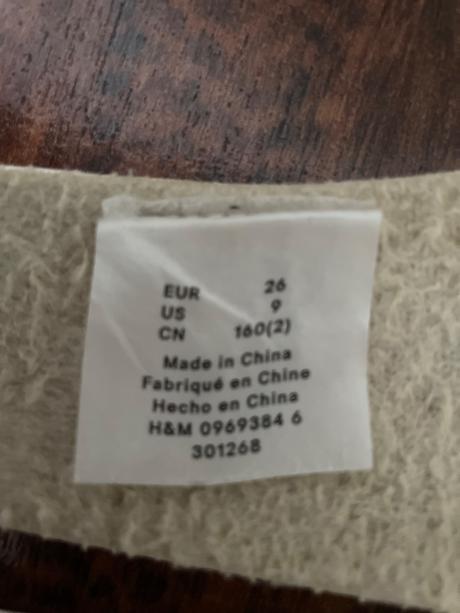 EUR 26
US 9
CN 160(2)
Made in China
Fabriqué en Chine
Hecho en China
H&M 0969384 6
301268